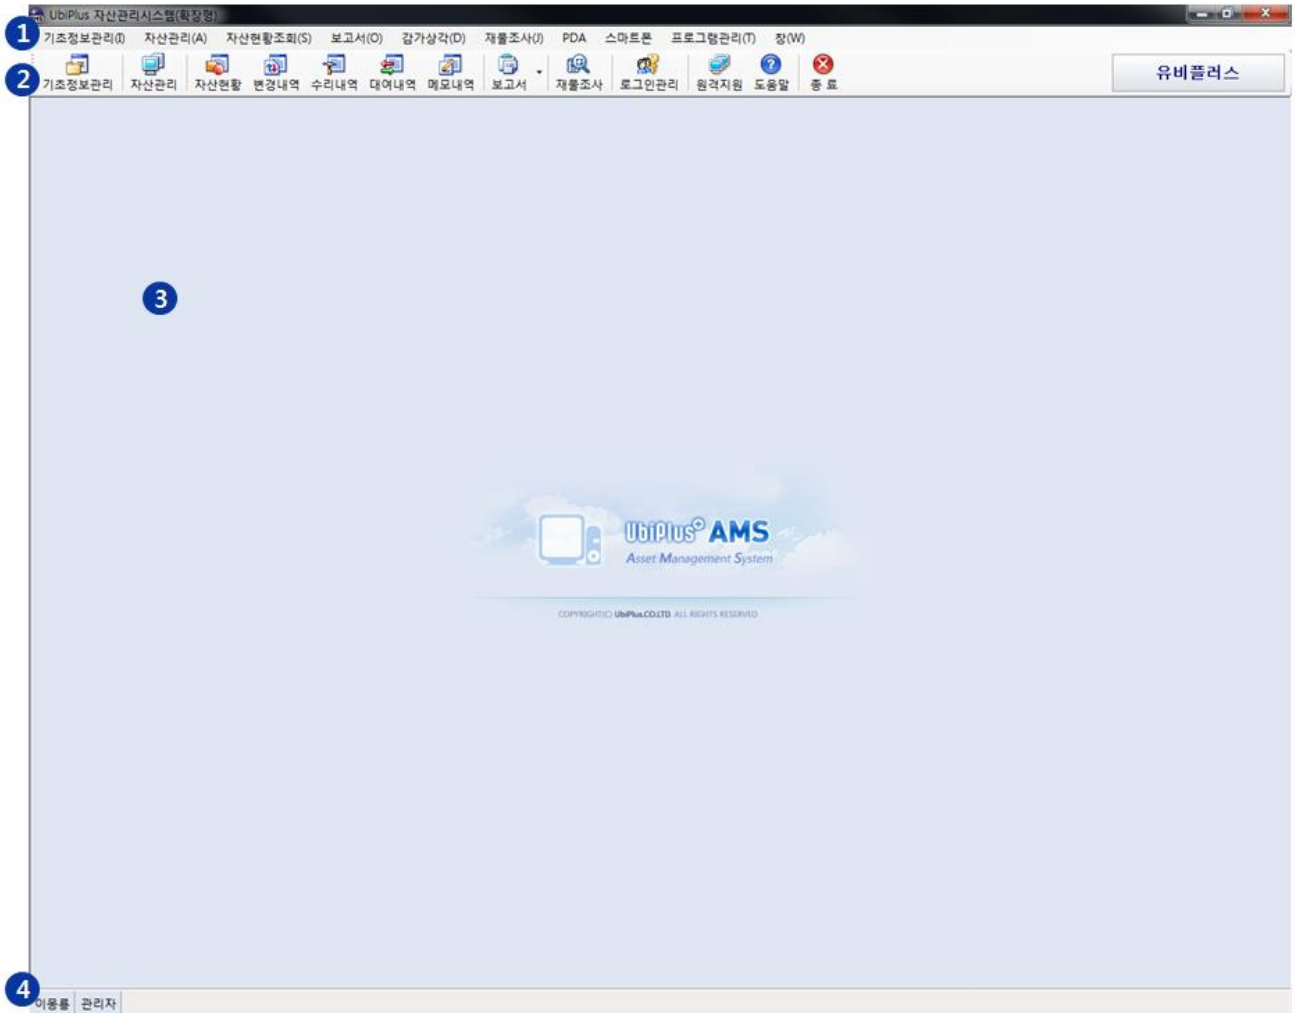 UbiPlus 자산관리시스템(확장형)
1
기초정보관리(I) 자산관리(A) 자산현황조회(S) 보고서(O) 감가상각(D) 재물조사(J) PDA 스마트폰 프로그램관리(T) 창(W)
2
기초정보관리 자산관리 자산현황 변경내역 수리내역 대여내역 메모내역 보고서 재물조사 로그인관리 원격지원 도움말 종 료
유비플러스
3
UbiPlus AMS
Asset Management System
COPYRIGHT(C) UbiPlus.CO.LTD. ALL RIGHTS RESERVED
4
이몽룡 관리자